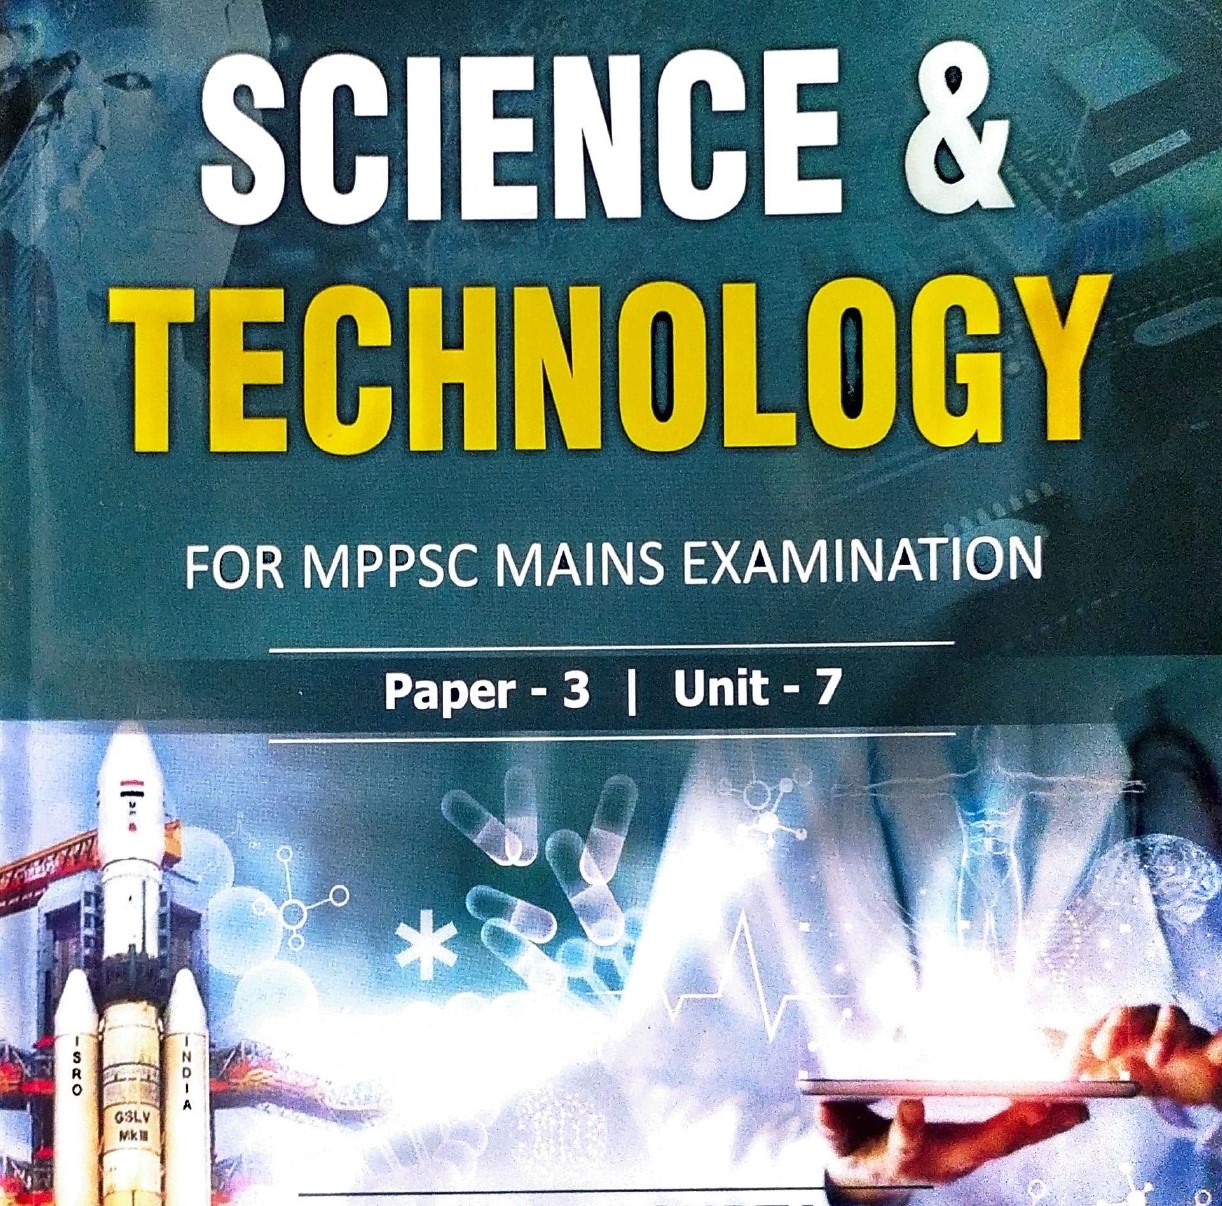 SCIENCE &
TECHNOLOGY
FOR MPPSC MAINS EXAMINATION
Paper - 3 | Unit - 7
ISRO
INDIA
GSLV
MkIII